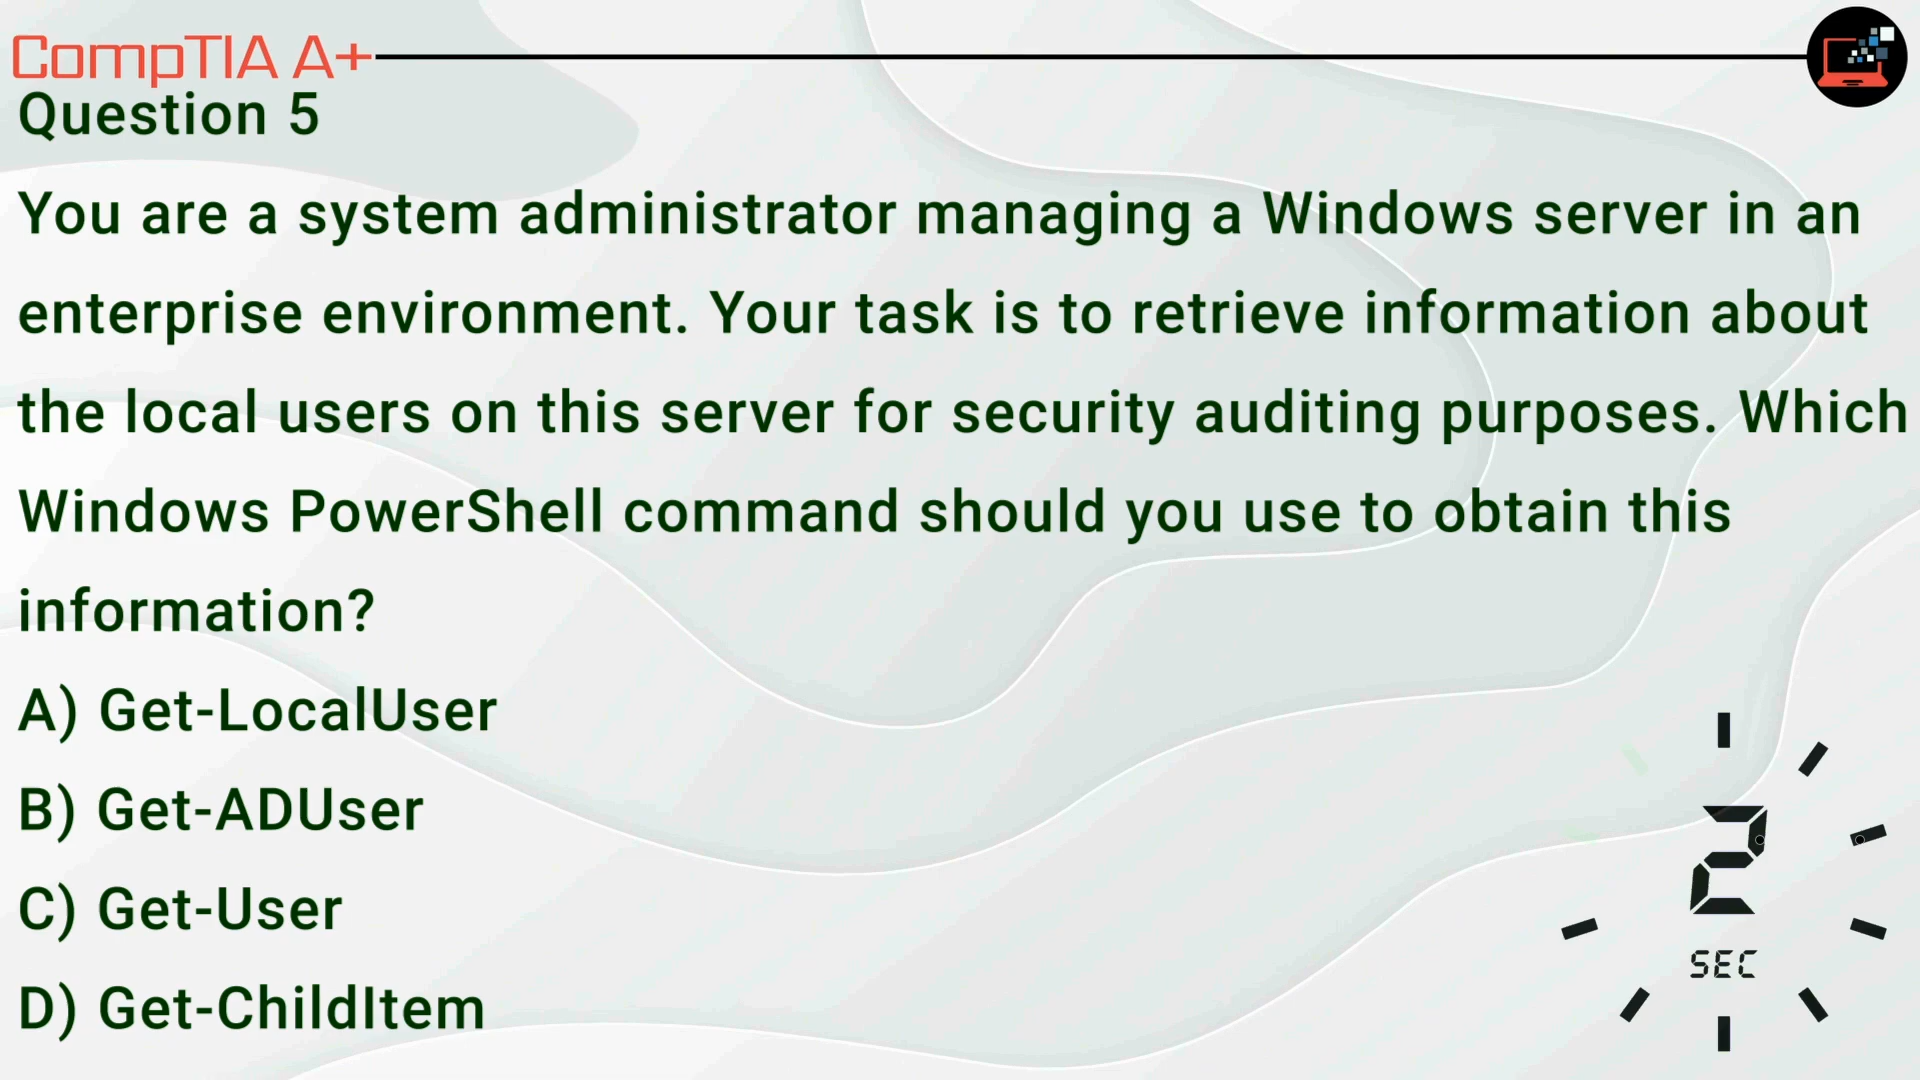 CompTIA A+
Question 5
You are a system administrator managing a Windows server in an
enterprise environment. Your task is to retrieve information about
the local users on this server for security auditing purposes. Which
Windows PowerShell command should you use to obtain this
information?
A) Get-LocalUser
B) Get-ADUser
C) Get-User
D) Get-ChildItem
2
SEC